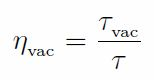 η_vac = τ_vac / τ